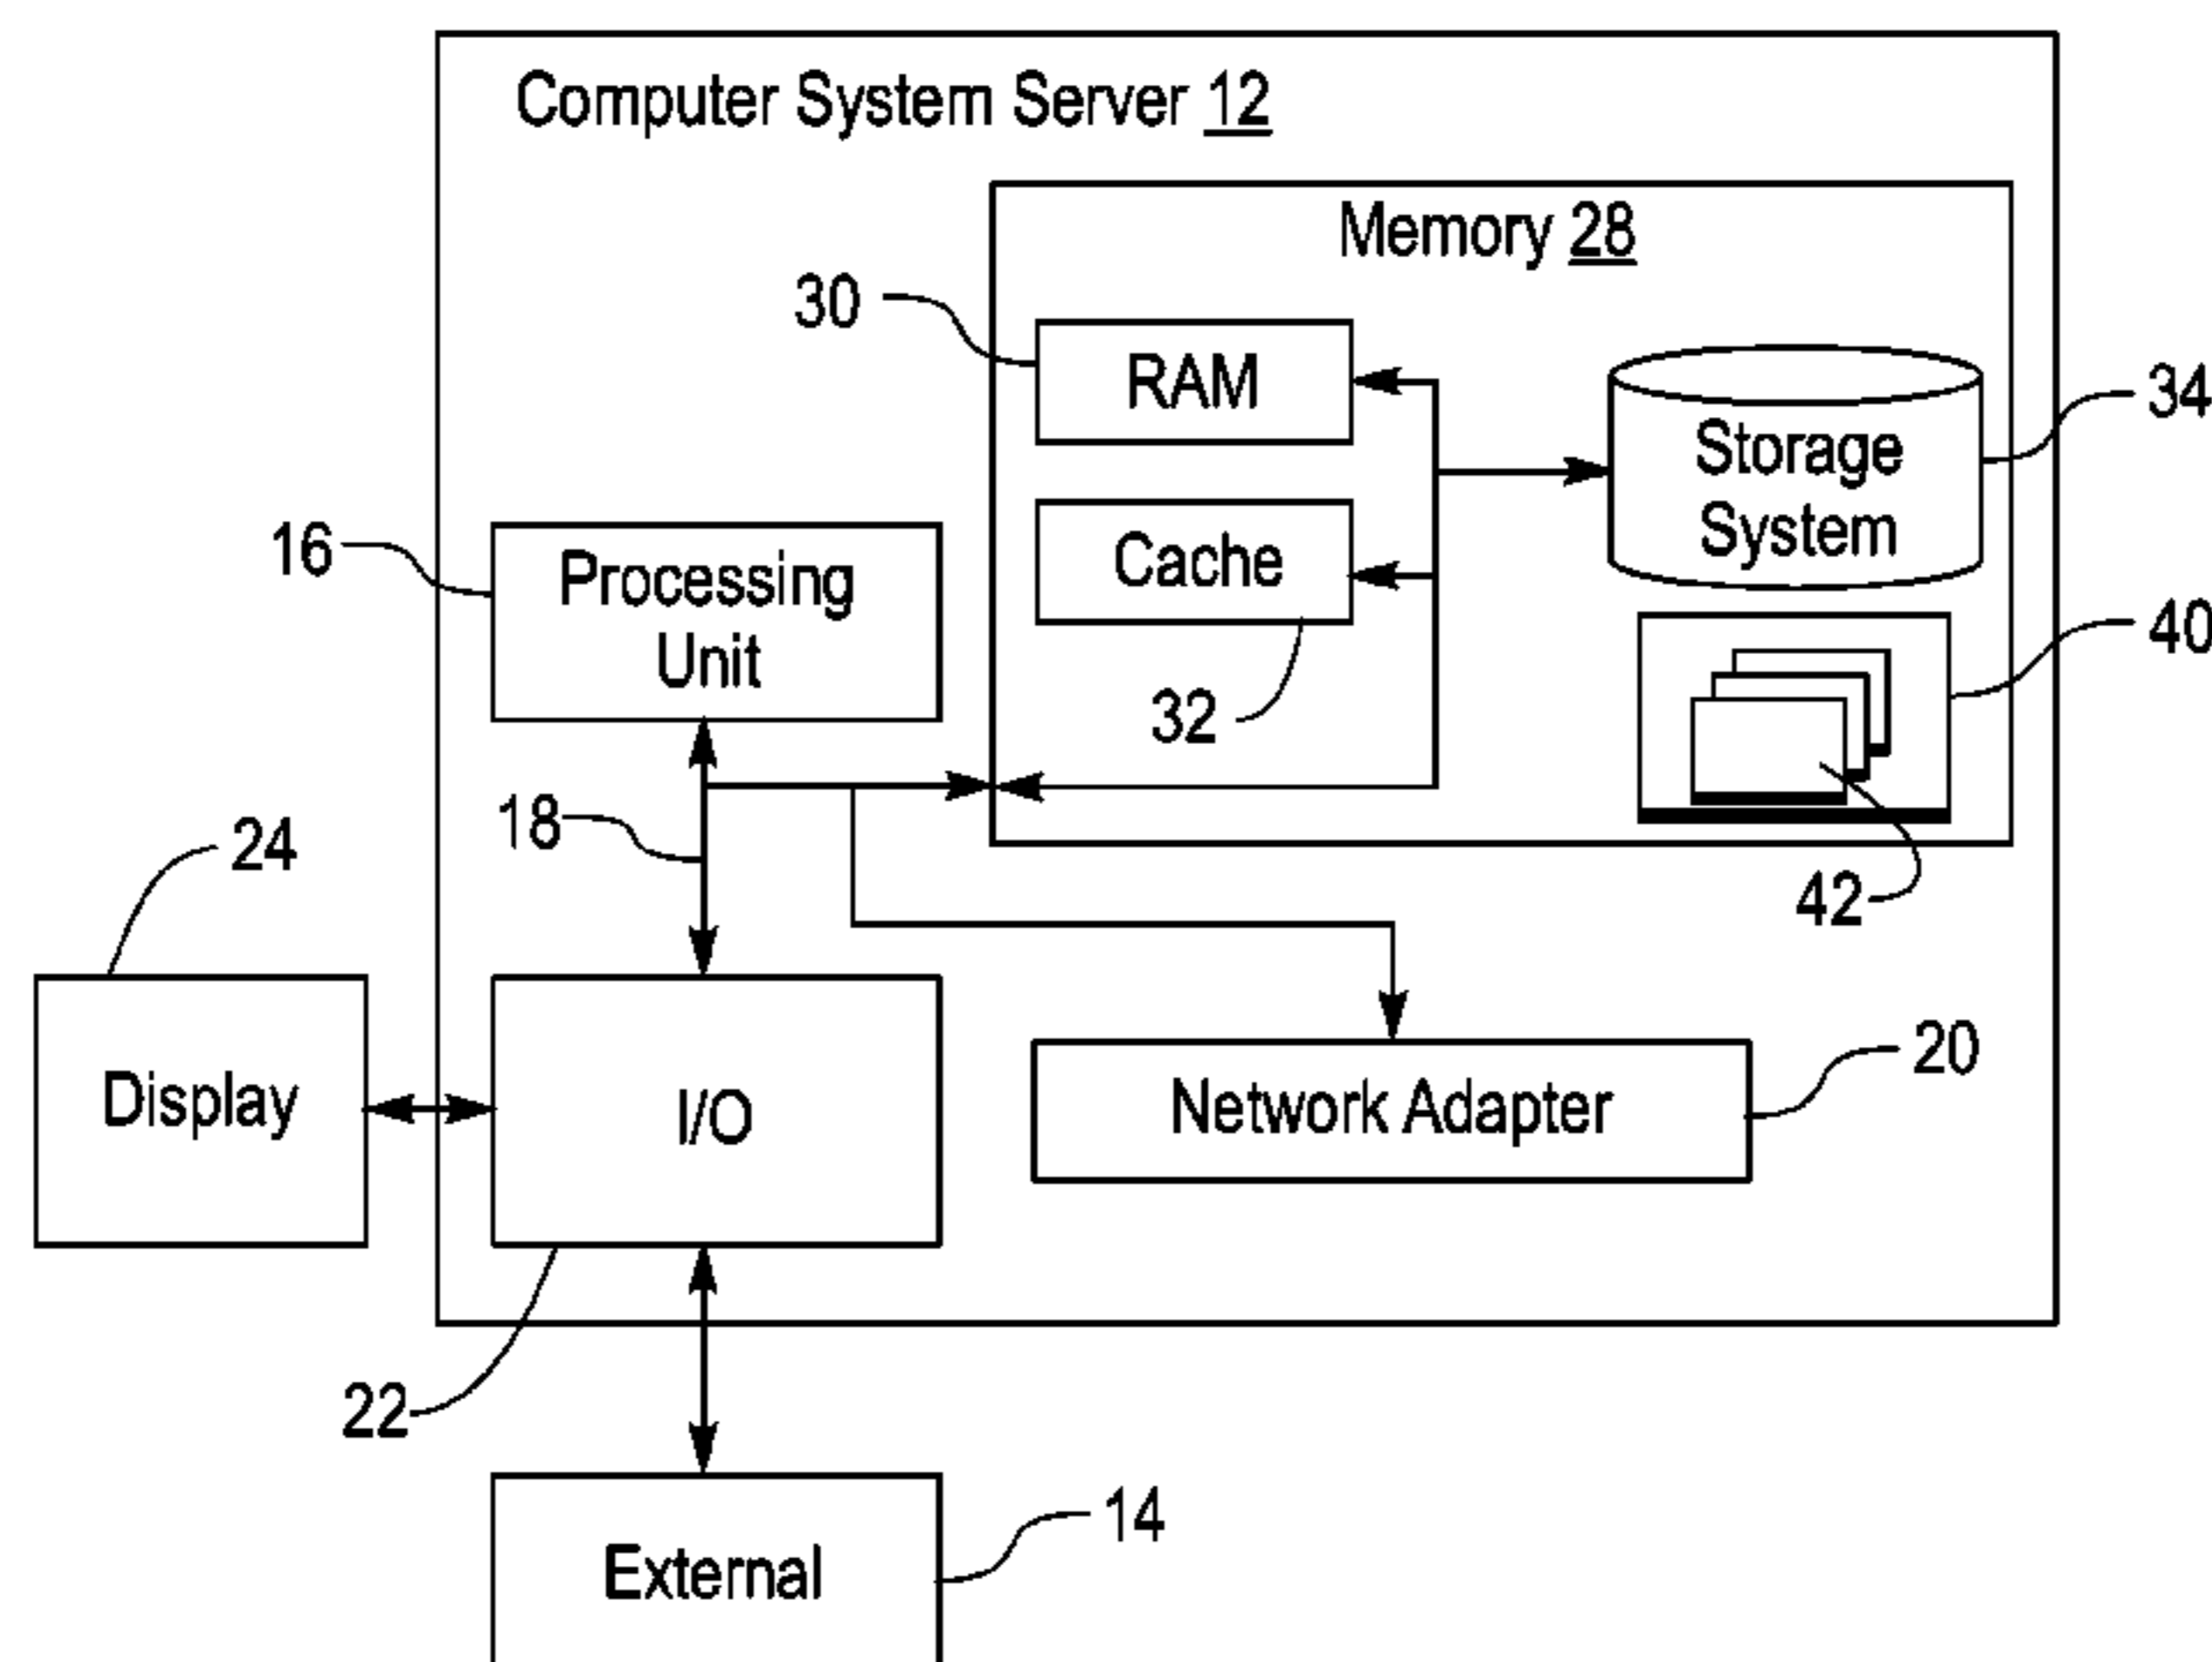 Computer System Server 12
Memory 28
30
RAM
34
Storage
System
16
Processing
Unit
Cache
32
40
18
42
24
Display
I/O
Network Adapter
20
22
External
14